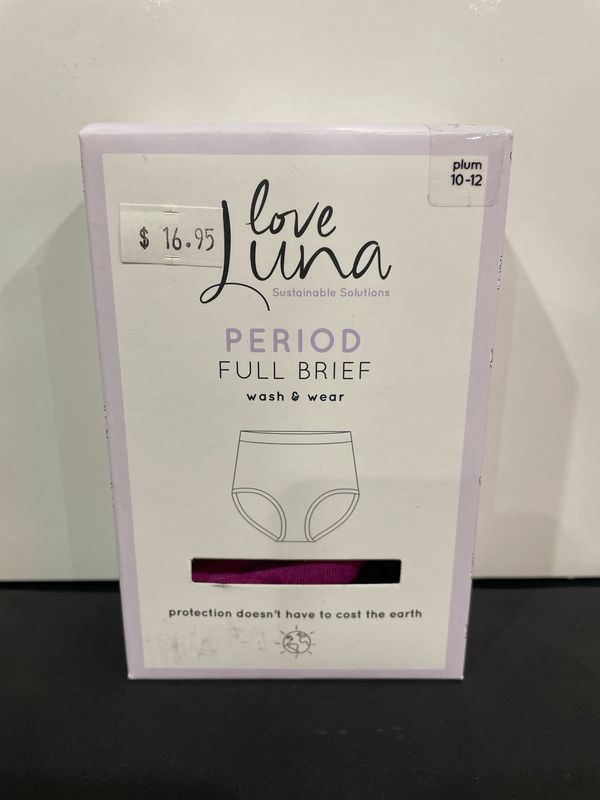 plum
10-12
$ 16.95
love
Luna
Sustainable Solutions
PERIOD
FULL BRIEF
wash & wear
protection doesn't have to cost the earth